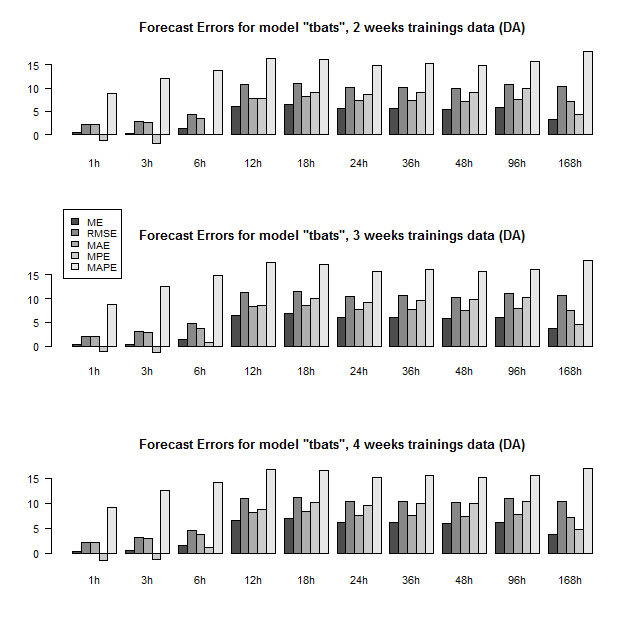 Forecast Errors for model "tbats", 2 weeks trainings data (DA)
15
10
5
0
1h 3h 6h 12h 18h 24h 36h 48h 96h 168h
ME
RMSE
MAE
MPE
MAPE
Forecast Errors for model "tbats", 3 weeks trainings data (DA)
15
10
5
0
1h 3h 6h 12h 18h 24h 36h 48h 96h 168h
Forecast Errors for model "tbats", 4 weeks trainings data (DA)
15
10
5
0
1h 3h 6h 12h 18h 24h 36h 48h 96h 168h